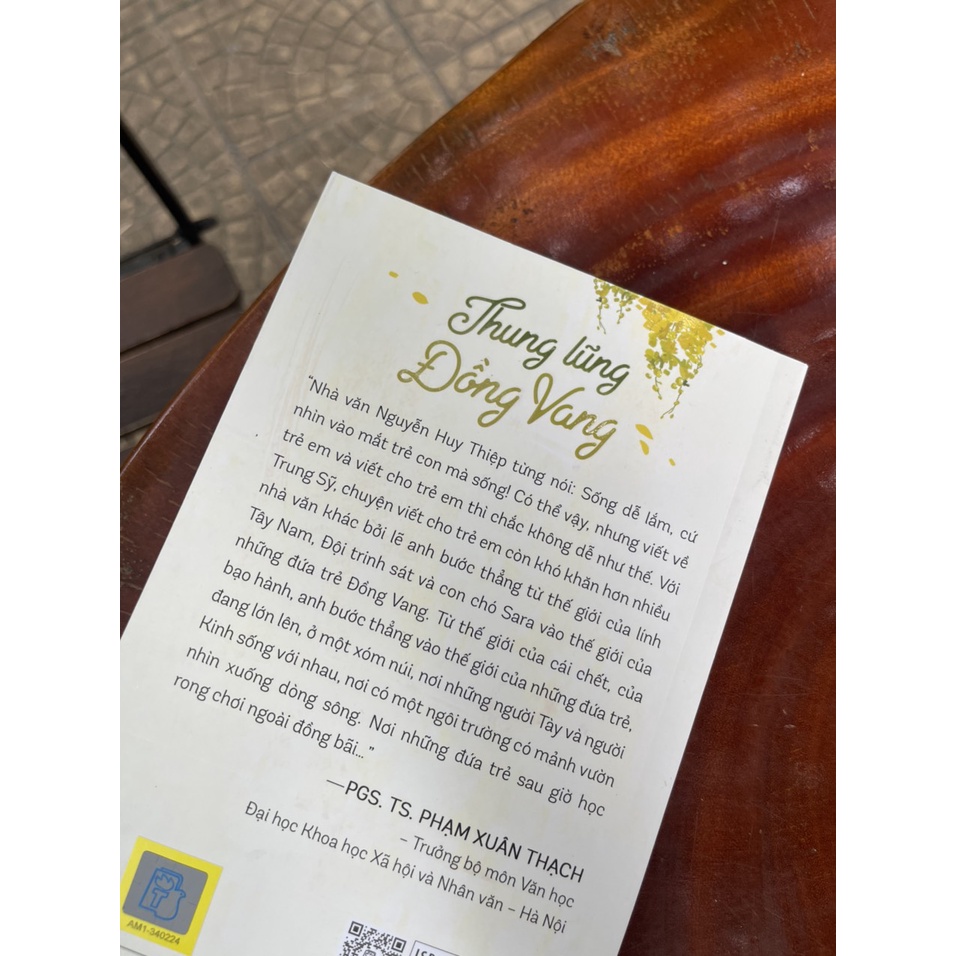 Thung lũng
Đồng Vang
“Nhà văn Nguyễn Huy Thiệp từng nói: Sống dễ lắm, cứ
nhìn vào mắt trẻ con mà sống! Có thể vậy, nhưng viết về
trẻ em và viết cho trẻ em thì chắc không dễ như thế. Với
Trung Sỹ, chuyện viết cho trẻ em còn khó khăn hơn nhiều
nhà văn khác bởi lẽ anh bước thẳng từ thế giới của lính
Tây Nam, Đội trinh sát và con chó Sara vào thế giới của
những đứa trẻ Đồng Vang. Từ thế giới của cái chết, của
bạo hành, anh bước thẳng vào thế giới của những đứa trẻ,
đang lớn lên, ở một xóm núi, nơi những người Tày và người
Kinh sống với nhau, nơi có một ngôi trường có mảnh vườn
nhìn xuống dòng sông. Nơi những đứa trẻ sau giờ học
rong chơi ngoài đồng bãi...”
—PGS. TS. PHẠM XUÂN THẠCH
– Trưởng bộ môn Văn học
Đại học Khoa học Xã hội và Nhân văn – Hà Nội
T
AM1-340224